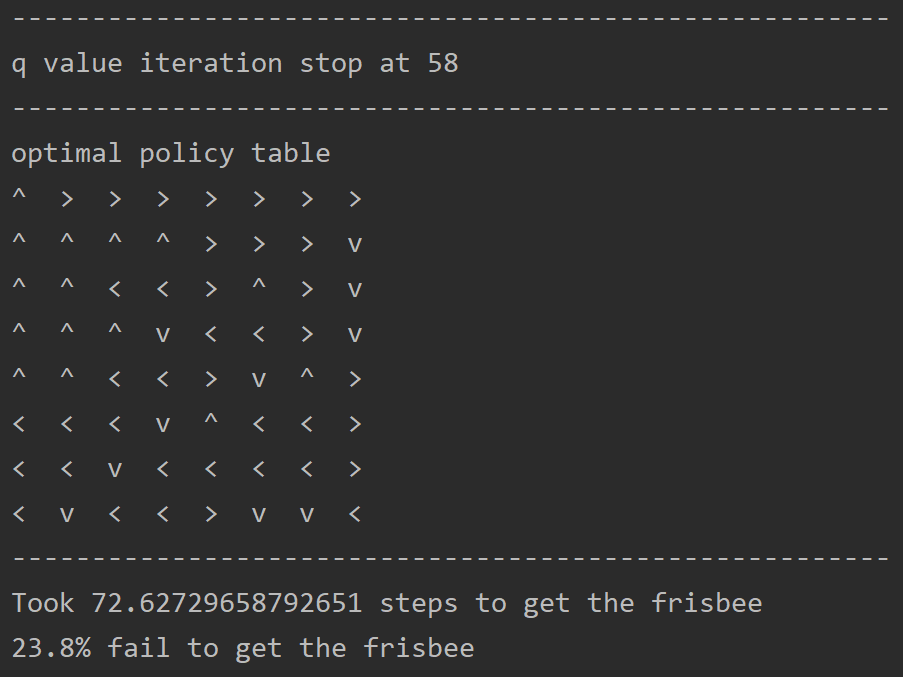 -------------------------------------------------------
q value iteration stop at 58
-------------------------------------------------------
optimal policy table
^  >  >  >  >  >  >  >
^  ^  ^  ^  >  >  >  v
^  ^  <  <  >  ^  >  v
^  ^  ^  v  <  <  >  v
^  ^  <  <  >  v  ^  >
<  <  <  v  ^  <  <  >
<  <  v  <  <  <  <  >
<  v  <  <  >  v  v  <
-------------------------------------------------------
Took 72.62729658792651 steps to get the frisbee
23.8% fail to get the frisbee